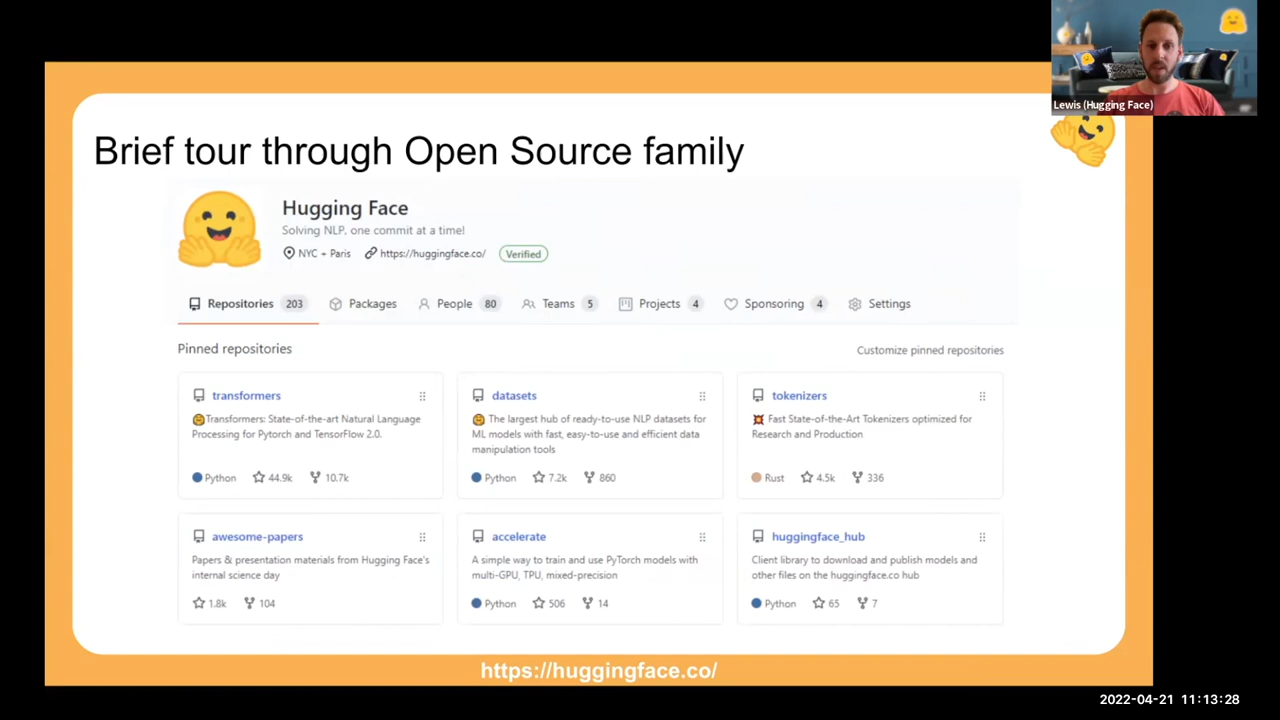 Lewis (Hugging Face)
Brief tour through Open Source family
Hugging Face
Solving NLP, one commit at a time!
NYC + Paris https://huggingface.co/ Verified
Repositories 203 Packages People 80 Teams 5 Projects 4 Sponsoring 4 Settings
Pinned repositories Customize pinned repositories
transformers
Transformers: State-of-the-art Natural Language
Processing for Pytorch and TensorFlow 2.0.
Python 44.9k 10.7k
datasets
The largest hub of ready-to-use NLP datasets for
ML models with fast, easy-to-use and efficient data
manipulation tools
Python 7.2k 860
tokenizers
Fast State-of-the-Art Tokenizers optimized for
Research and Production
Rust 4.5k 336
awesome-papers
Papers & presentation materials from Hugging Face's
internal science day
1.8k 104
accelerate
A simple way to train and use PyTorch models with
multi-GPU, TPU, mixed-precision
Python 506 14
huggingface_hub
Client library to download and publish models and
other files on the huggingface.co hub
Python 65 7
https://huggingface.co/
2022-04-21 11:13:28